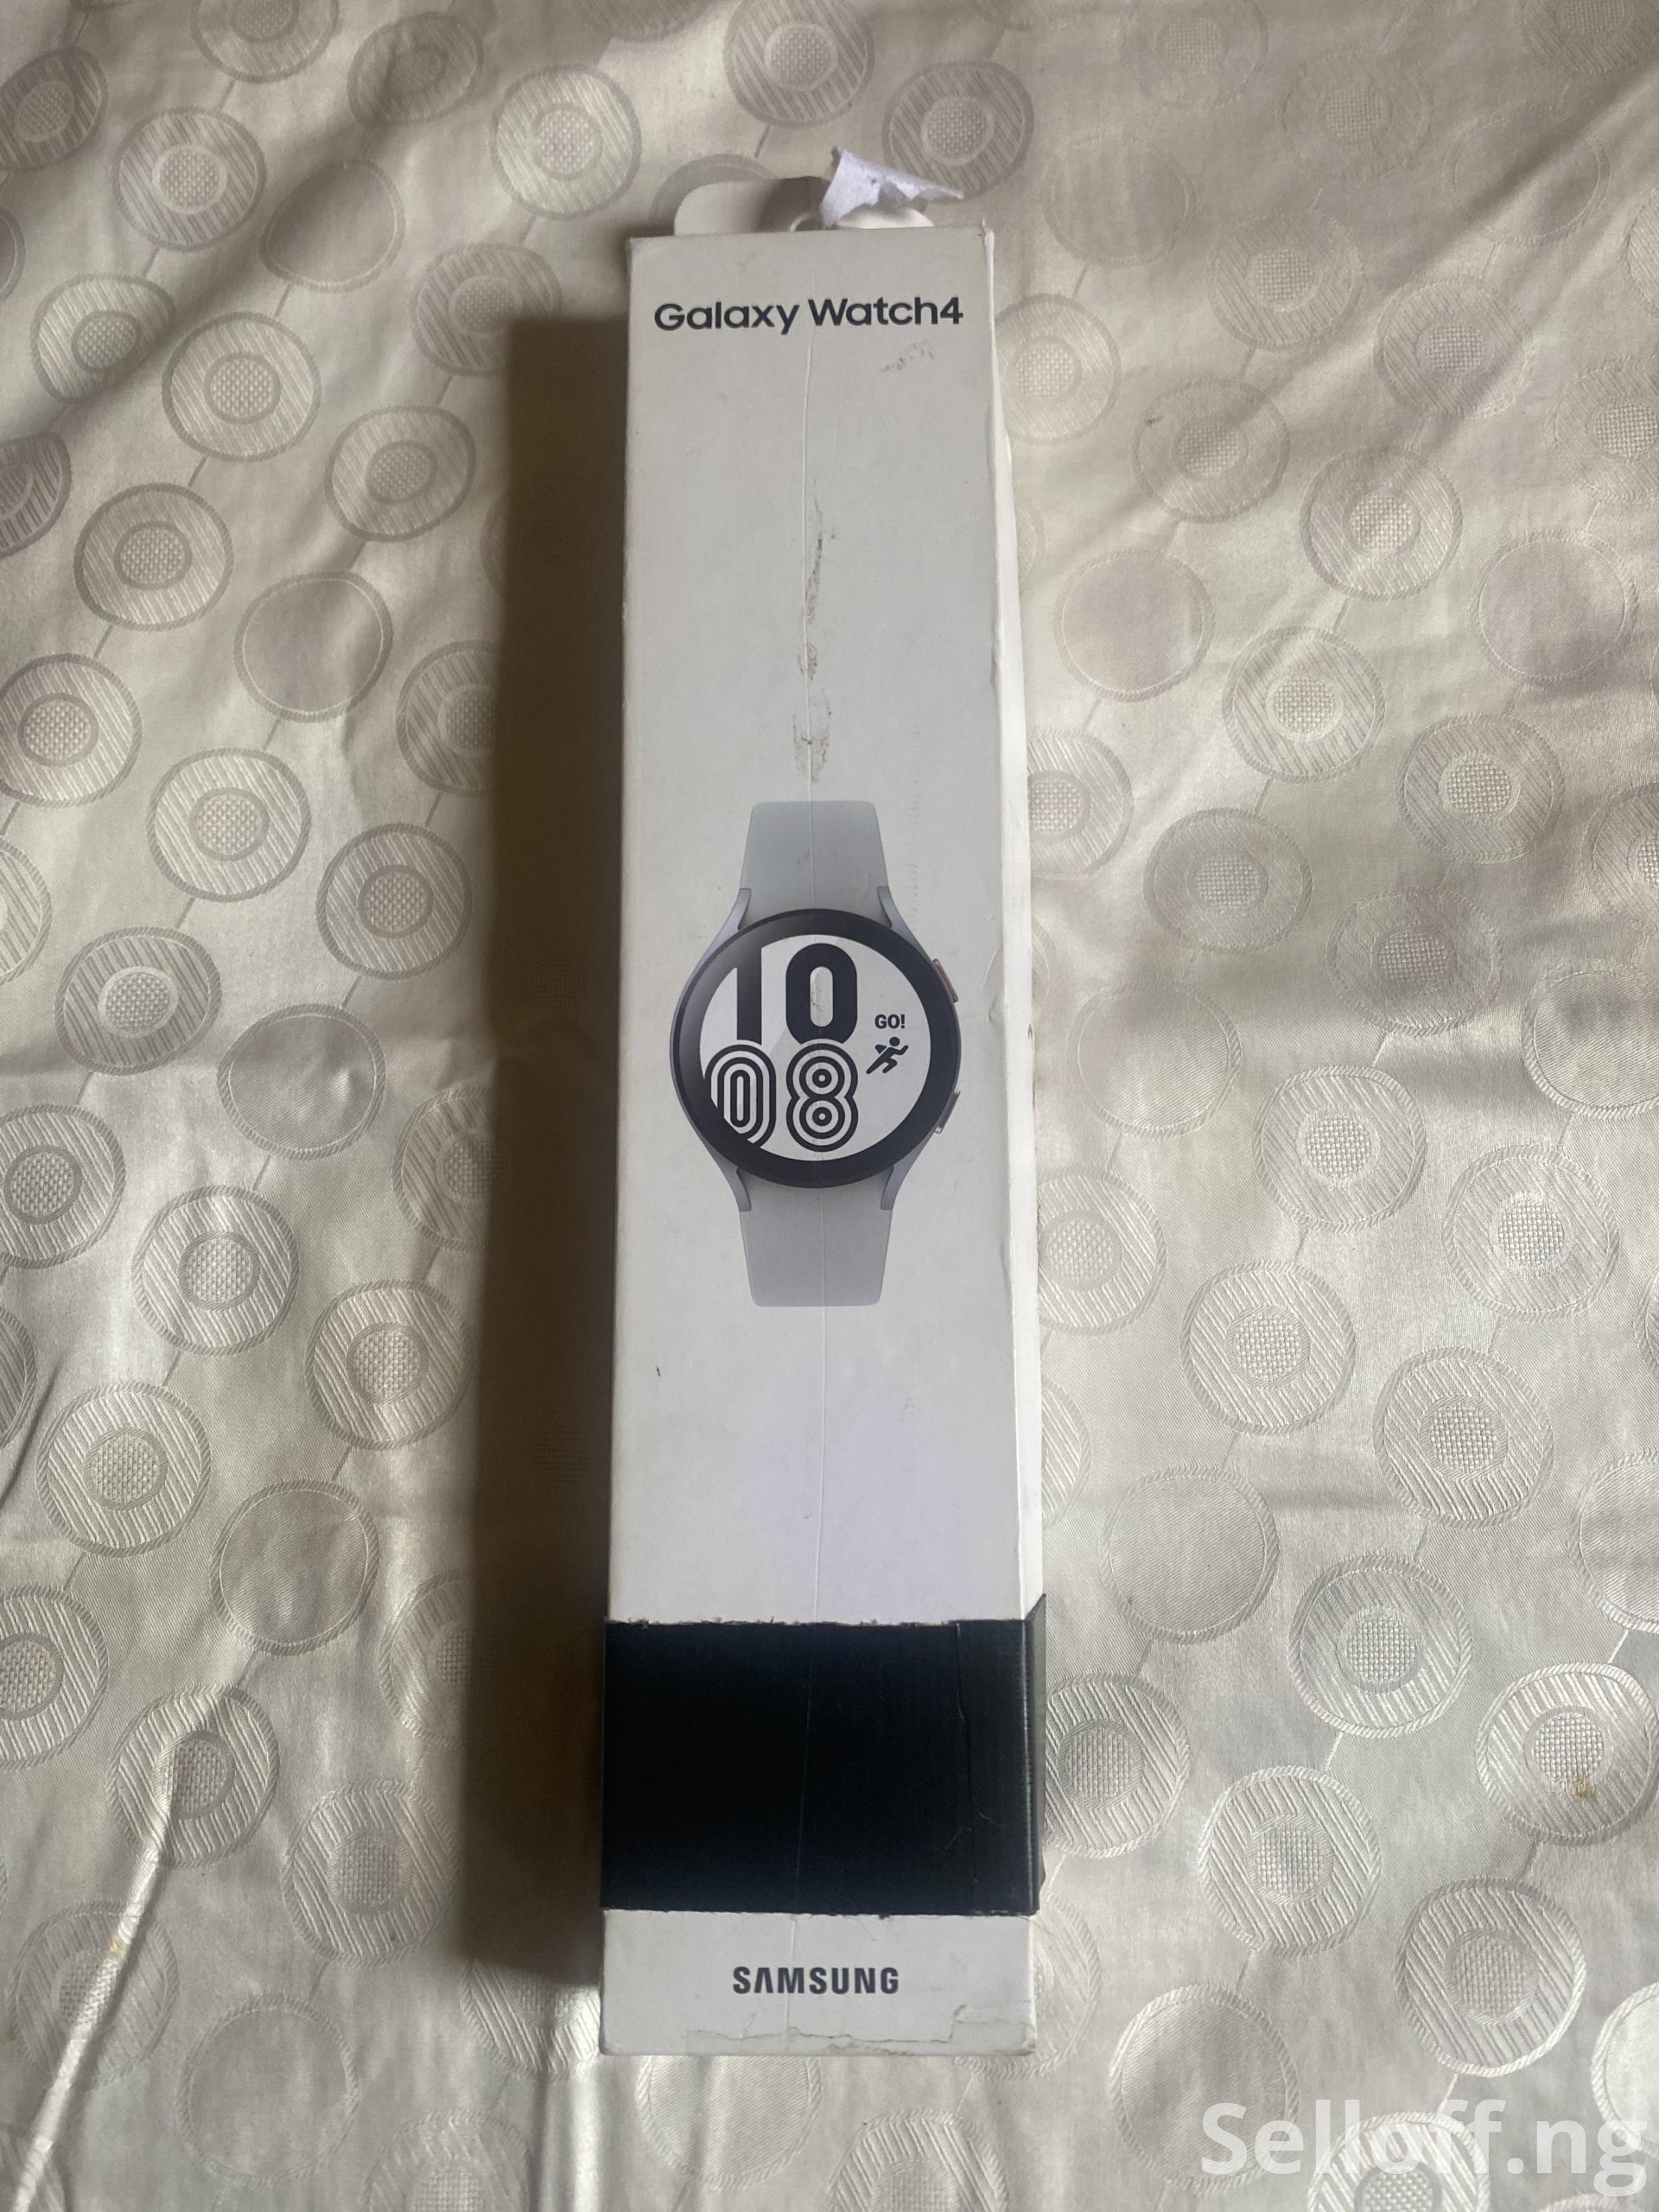 Galaxy Watch4
10
GO!
08
SAMSUNG
Selloff.ng